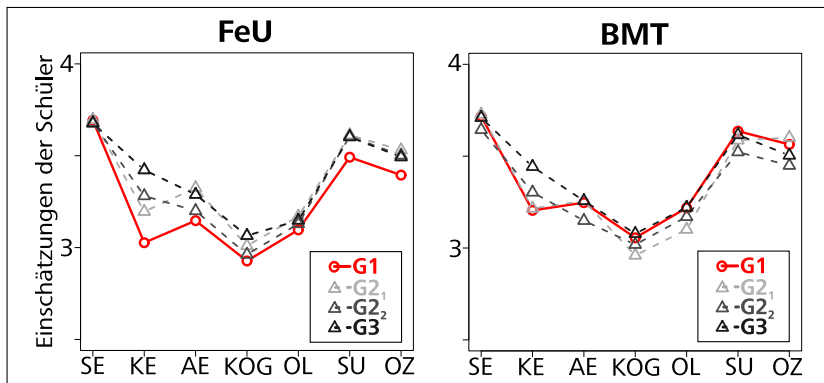 FeU
BMT
Einschätzungen der Schüler
4
3
G1
G2₁
G2₂
G3
SE KE AE KOG OL SU OZ
4
3
G1
G2₁
G2₂
G3
SE KE AE KOG OL SU OZ